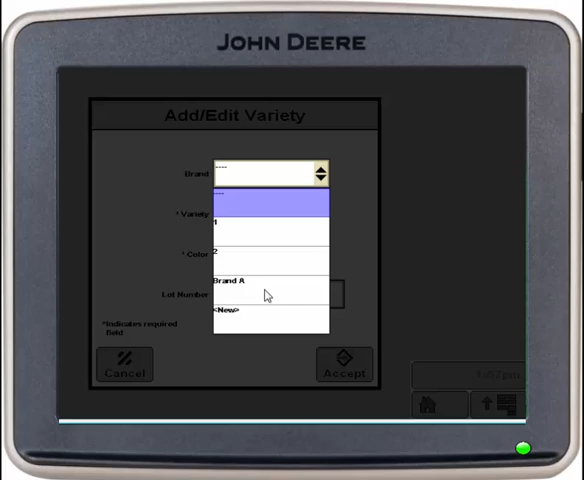 JOHN DEERE
Add/Edit Variety
Brand
----
----
* Variety
1
* Color
2
Lot Number
Brand A
<New>
*Indicates required
field
Cancel
Accept